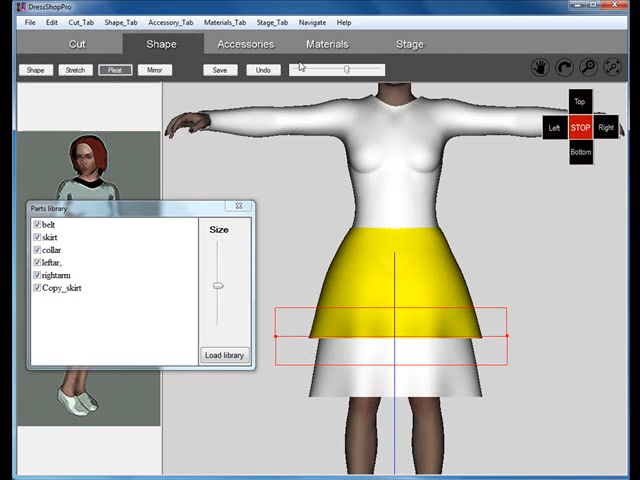 DressShopPro
File Edit Cut_Tab Shape_Tab Accessory_Tab Materials_Tab Stage_Tab Navigate Help
Cut Shape Accessories Materials Stage
Shape Stretch Pleat Mirror Save Undo
Top
Left STOP Right
Bottom
Parts library
belt
skirt
collar
leftar,
rightarm
Copy_skirt
Size
Load library